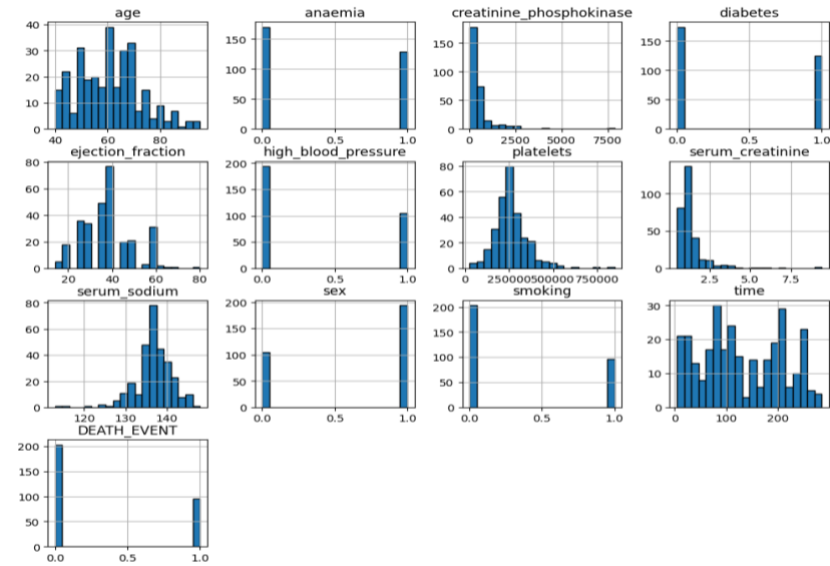 age
anaemia
creatinine_phosphokinase
diabetes
40
30
20
10
0
40 60 80
150
100
50
0
0.0 0.5 1.0
150
100
50
0
0 2500 5000 7500
150
100
50
0
0.0 0.5 1.0
ejection_fraction
high_blood_pressure
platelets
serum_creatinine
80
60
40
20
0
20 40 60 80
200
150
100
50
0
0.0 0.5 1.0
80
60
40
20
0
0 250000 500000 750000
100
50
0
2.5 5.0 7.5
serum_sodium
sex
smoking
time
80
60
40
20
0
120 130 140
200
150
100
50
0
0.0 0.5 1.0
200
150
100
50
0
0.0 0.5 1.0
30
20
10
0
0 100 200
DEATH_EVENT
200
150
100
50
0
0.0 0.5 1.0